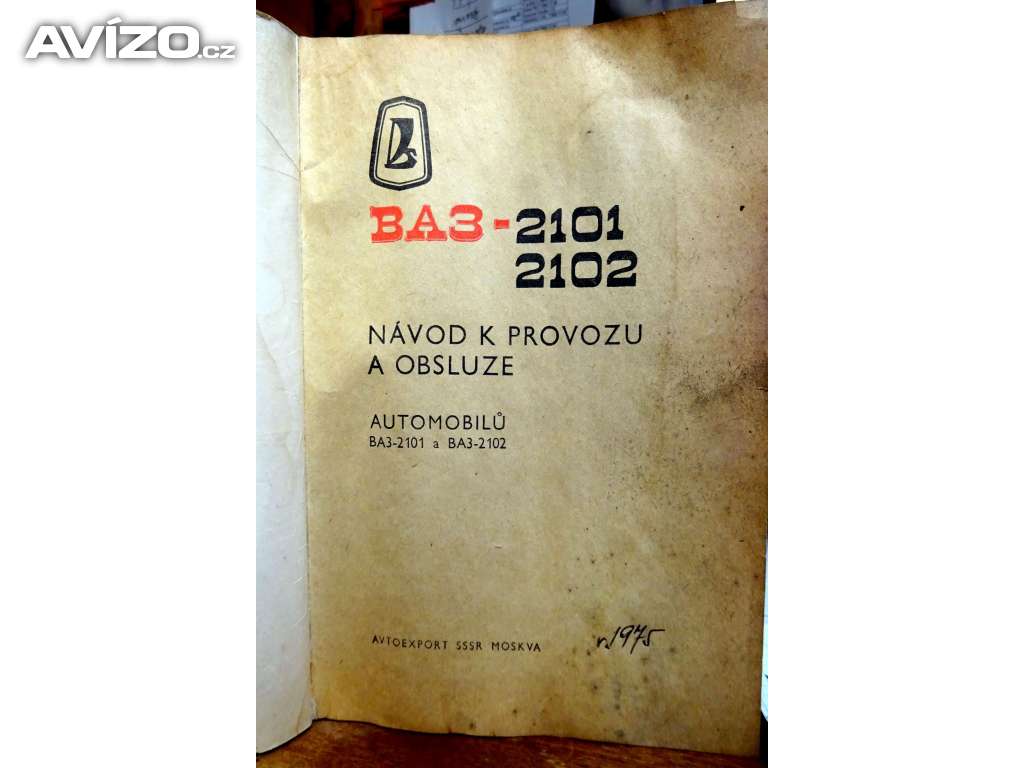 AVÍZO.cz
ВАЗ-2101
2102
NÁVOD K PROVOZU
A OBSLUZE
AUTOMOBILŮ
ВАЗ-2101 a ВАЗ-2102
AVTOEXPORT SSSR MOSKVA
r. 1975